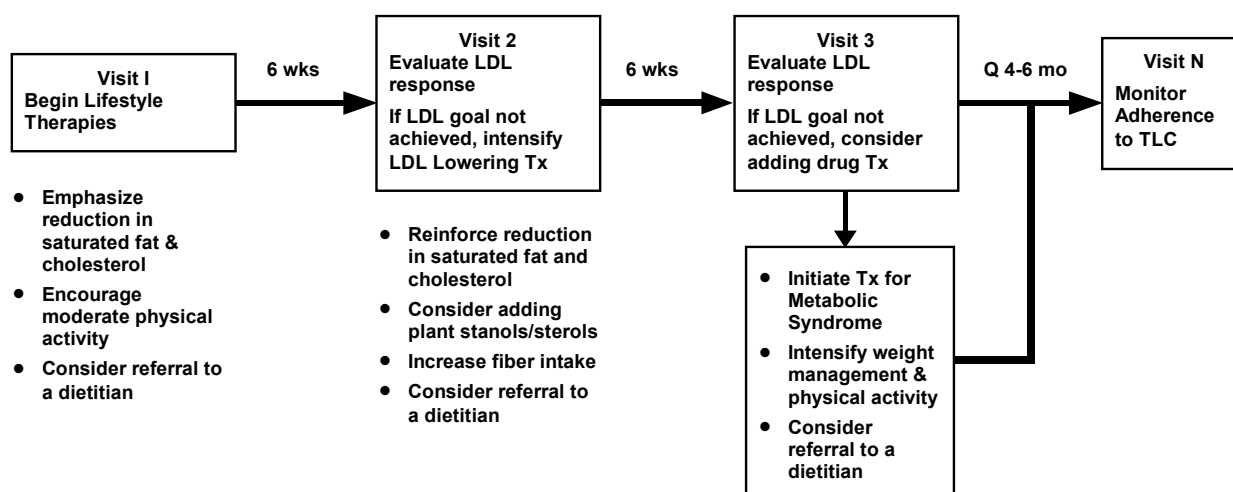 Visit I
Begin Lifestyle
Therapies
6 wks
Visit 2
Evaluate LDL
response
If LDL goal not
achieved, intensify
LDL Lowering Tx
6 wks
Visit 3
Evaluate LDL
response
If LDL goal not
achieved, consider
adding drug Tx
Q 4-6 mo
Visit N
Monitor
Adherence
to TLC
• Emphasize
reduction in
saturated fat &
cholesterol
• Encourage
moderate physical
activity
• Consider referral to
a dietitian
• Reinforce reduction
in saturated fat and
cholesterol
• Consider adding
plant stanols/sterols
• Increase fiber intake
• Consider referral to
a dietitian
• Initiate Tx for
Metabolic
Syndrome
• Intensify weight
management &
physical activity
• Consider
referral to a
dietitian